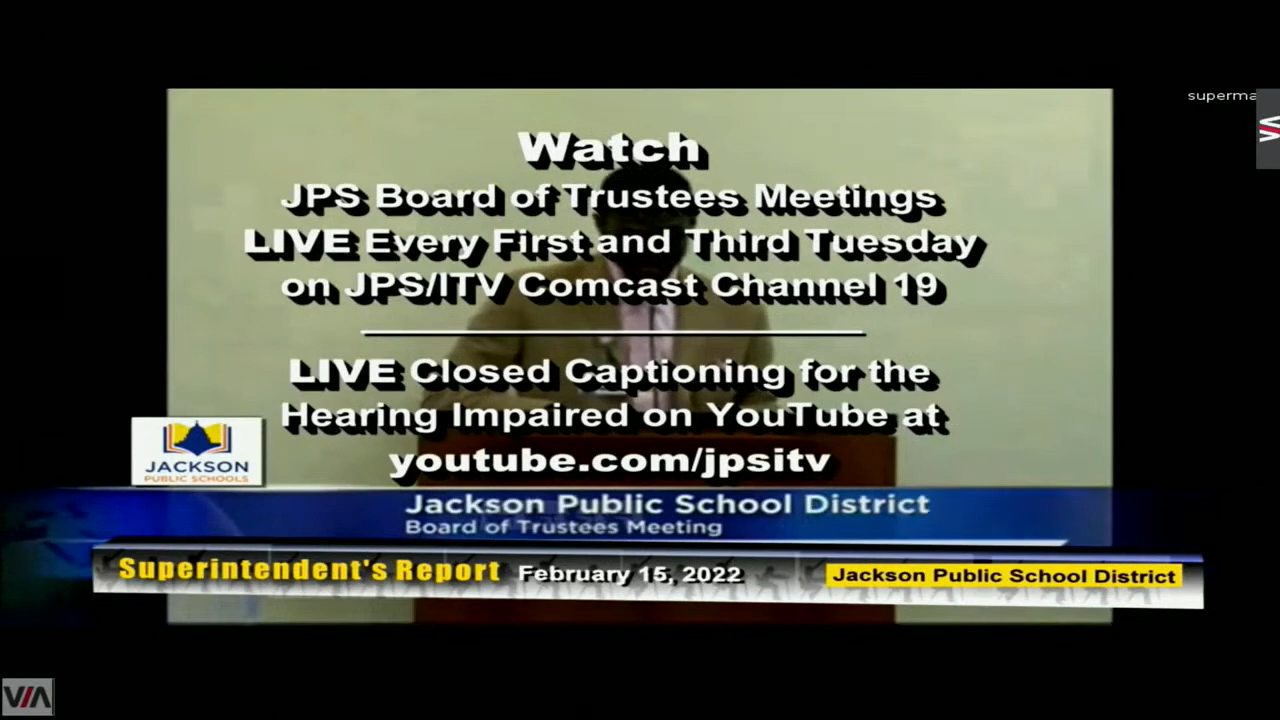 superma
Watch
JPS Board of Trustees Meetings
LIVE Every First and Third Tuesday
on JPS/ITV Comcast Channel 19
LIVE Closed Captioning for the
Hearing Impaired on YouTube at
youtube.com/jpsitv
JACKSON
PUBLIC SCHOOLS
Jackson Public School District
Board of Trustees Meeting
Superintendent's Report February 15, 2022 Jackson Public School District
VIA